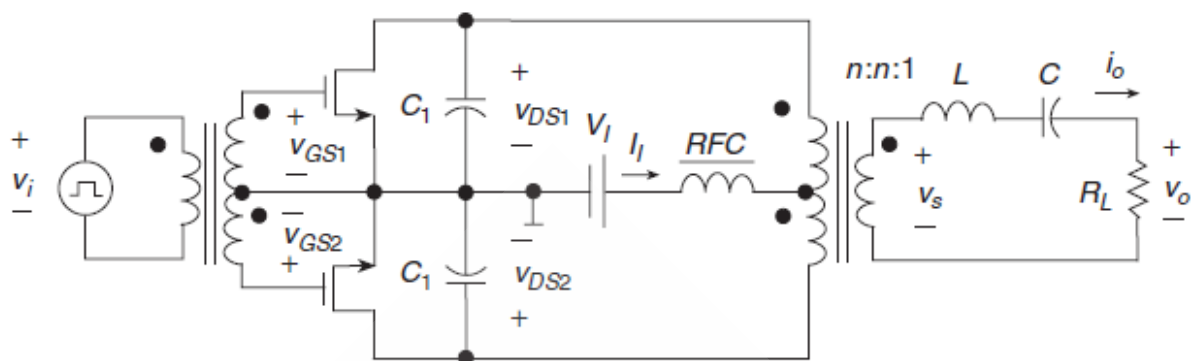 +
v_i
−
+
v_GS1
−
−
v_GS2
+
C_1
+
v_DS1
−
C_1
−
v_DS2
+
V_I
I_I
RFC
n:n:1
L
C
i_o
+
v_s
−
R_L
+
v_o
−